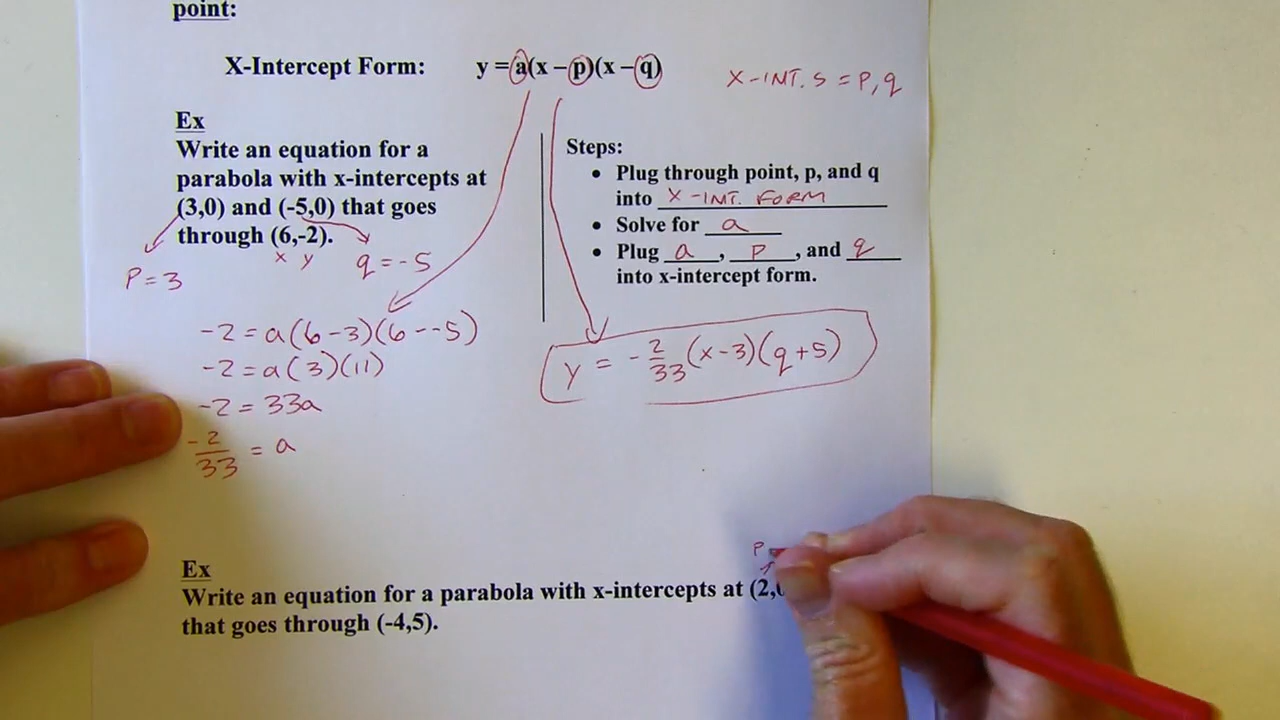 point:
X-Intercept Form: y = a(x – p)(x – q)
X-INT.S = P, q
Ex
Write an equation for a
parabola with x-intercepts at
(3,0) and (-5,0) that goes
through (6,-2).
x y
P = 3
q = -5
-2 = a(6-3)(6--5)
-2 = a(3)(11)
-2 = 33a
-2/33 = a
Steps:
• Plug through point, p, and q
into X-INT. FORM
• Solve for a
• Plug a, p, and q
into x-intercept form.
y = -2/33 (x-3)(q+5)
P
Ex
Write an equation for a parabola with x-intercepts at (2,
that goes through (-4,5).